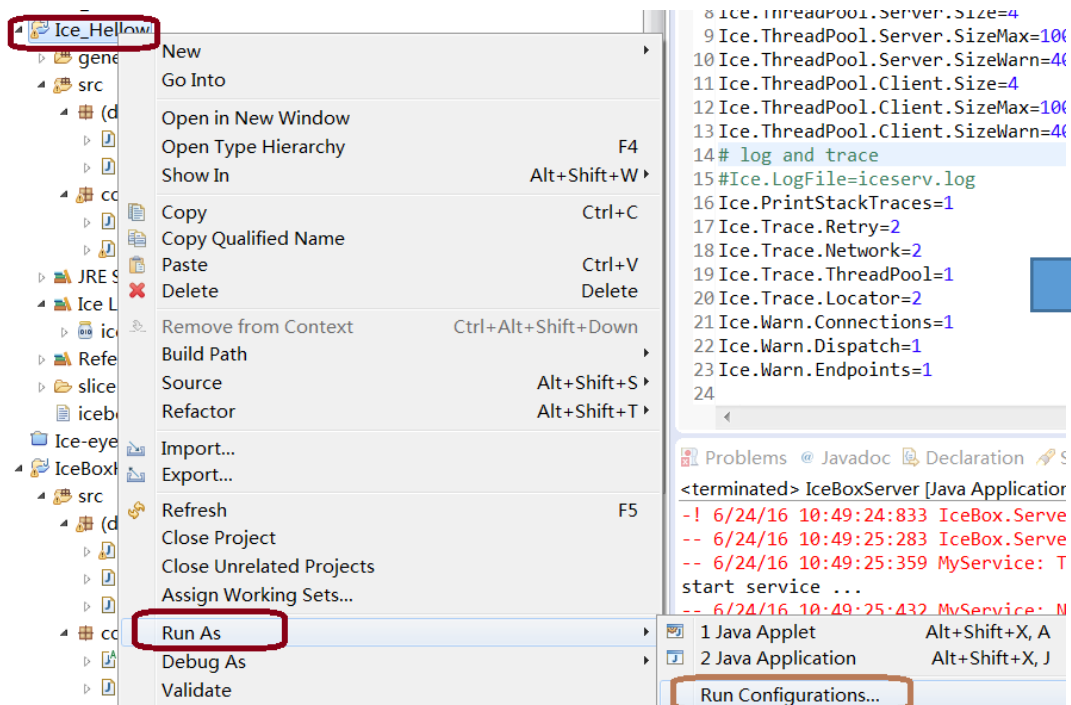 Ice_Hellow
gene
src
(d
co
JRE S
Ice L
ice
Refe
slice
icebo
Ice-eye
IceBoxH
src
(d
co
New
Go Into
Open in New Window
Open Type Hierarchy F4
Show In Alt+Shift+W
Copy Ctrl+C
Copy Qualified Name
Paste Ctrl+V
Delete Delete
Remove from Context Ctrl+Alt+Shift+Down
Build Path
Source Alt+Shift+S
Refactor Alt+Shift+T
Import...
Export...
Refresh F5
Close Project
Close Unrelated Projects
Assign Working Sets...
Run As
Debug As
Validate
1 Java Applet Alt+Shift+X, A
2 Java Application Alt+Shift+X, J
Run Configurations...
8 Ice.ThreadPool.Server.Size=4
9 Ice.ThreadPool.Server.SizeMax=100
10 Ice.ThreadPool.Server.SizeWarn=40
11 Ice.ThreadPool.Client.Size=4
12 Ice.ThreadPool.Client.SizeMax=100
13 Ice.ThreadPool.Client.SizeWarn=40
14 # log and trace
15 #Ice.LogFile=iceserv.log
16 Ice.PrintStackTraces=1
17 Ice.Trace.Retry=2
18 Ice.Trace.Network=2
19 Ice.Trace.ThreadPool=1
20 Ice.Trace.Locator=2
21 Ice.Warn.Connections=1
22 Ice.Warn.Dispatch=1
23 Ice.Warn.Endpoints=1
24
Problems @ Javadoc Declaration S
<terminated> IceBoxServer [Java Application
-! 6/24/16 10:49:24:833 IceBox.Serve
-- 6/24/16 10:49:25:283 IceBox.Serve
-- 6/24/16 10:49:25:359 MyService: T
start service ...
-- 6/24/16 10:49:25:432 MyService: N